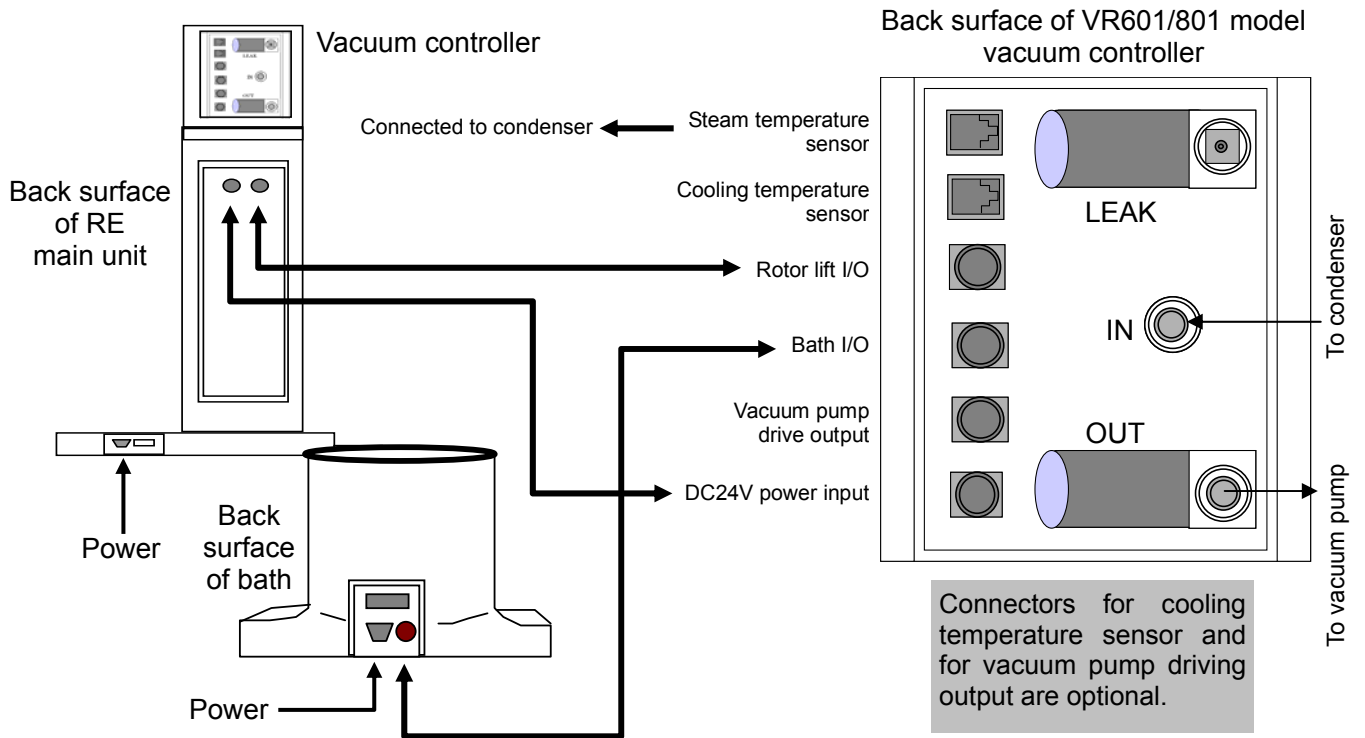 Vacuum controller
LEAK
IN
OUT
Back surface
of RE
main unit
Power
Back
surface
of bath
Power
Connected to condenser
Steam temperature
sensor
Cooling temperature
sensor
Rotor lift I/O
Bath I/O
Vacuum pump
drive output
DC24V power input
Back surface of VR601/801 model
vacuum controller
LEAK
IN
OUT
To condenser
To vacuum pump
Connectors for cooling
temperature sensor and
for vacuum pump driving
output are optional.